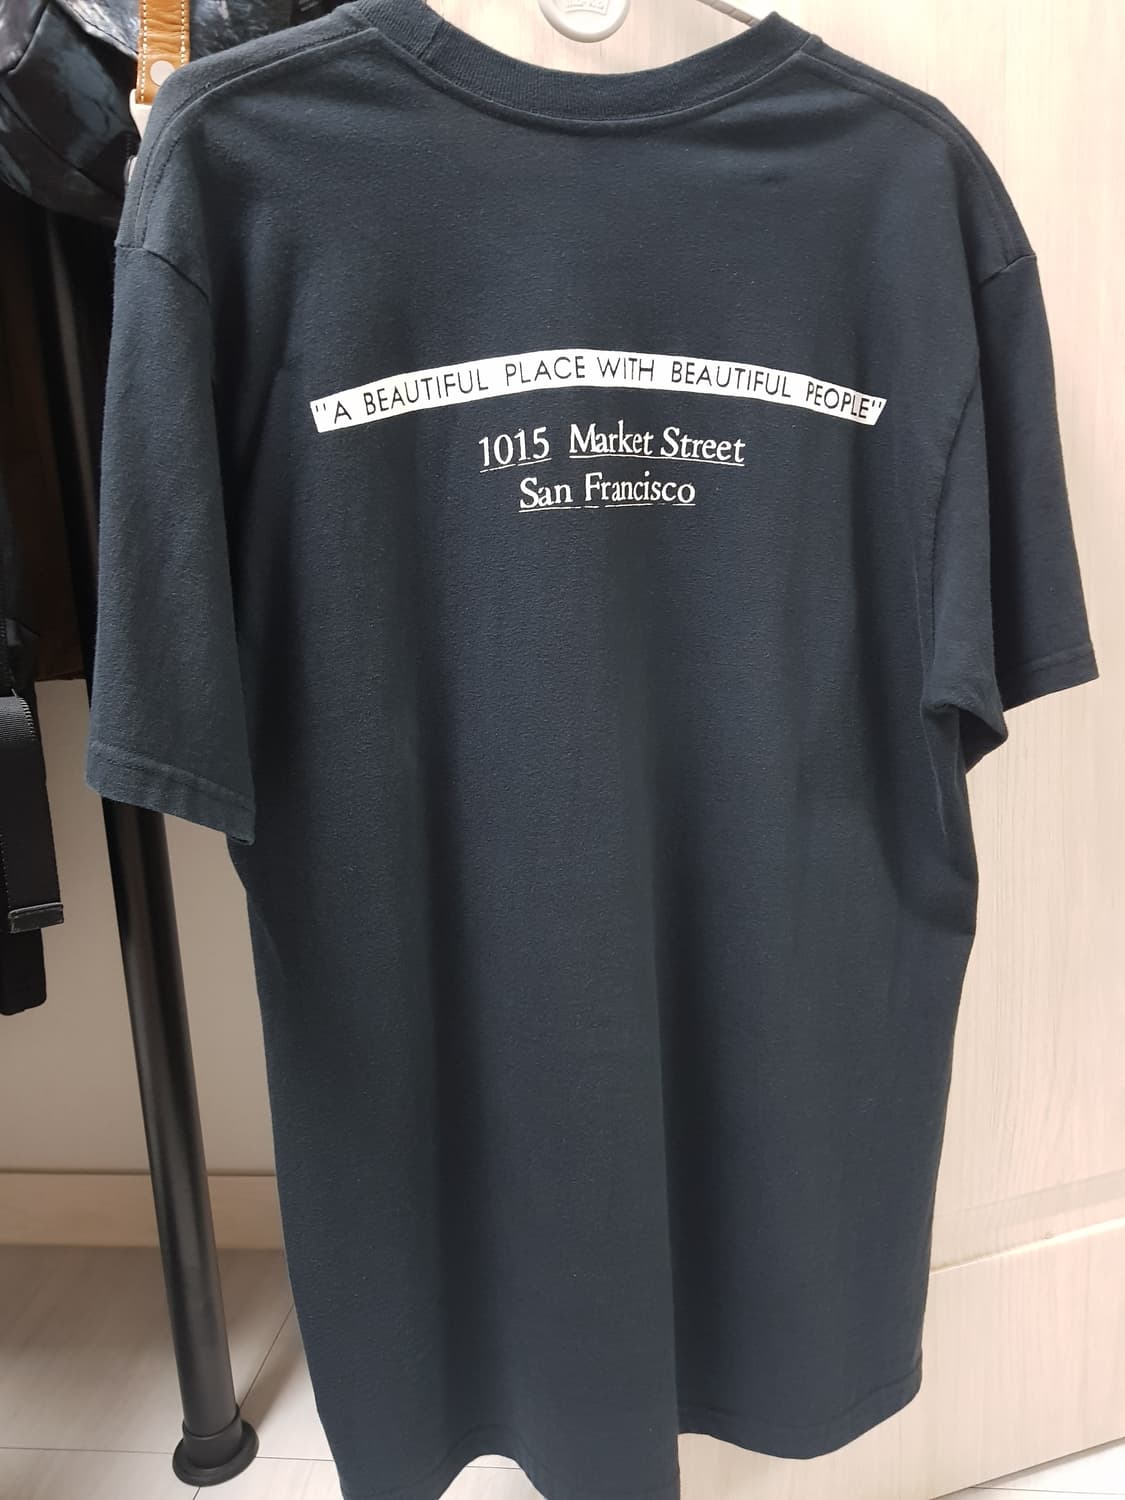 "A BEAUTIFUL PLACE WITH BEAUTIFUL PEOPLE"
1015 Market Street
San Francisco